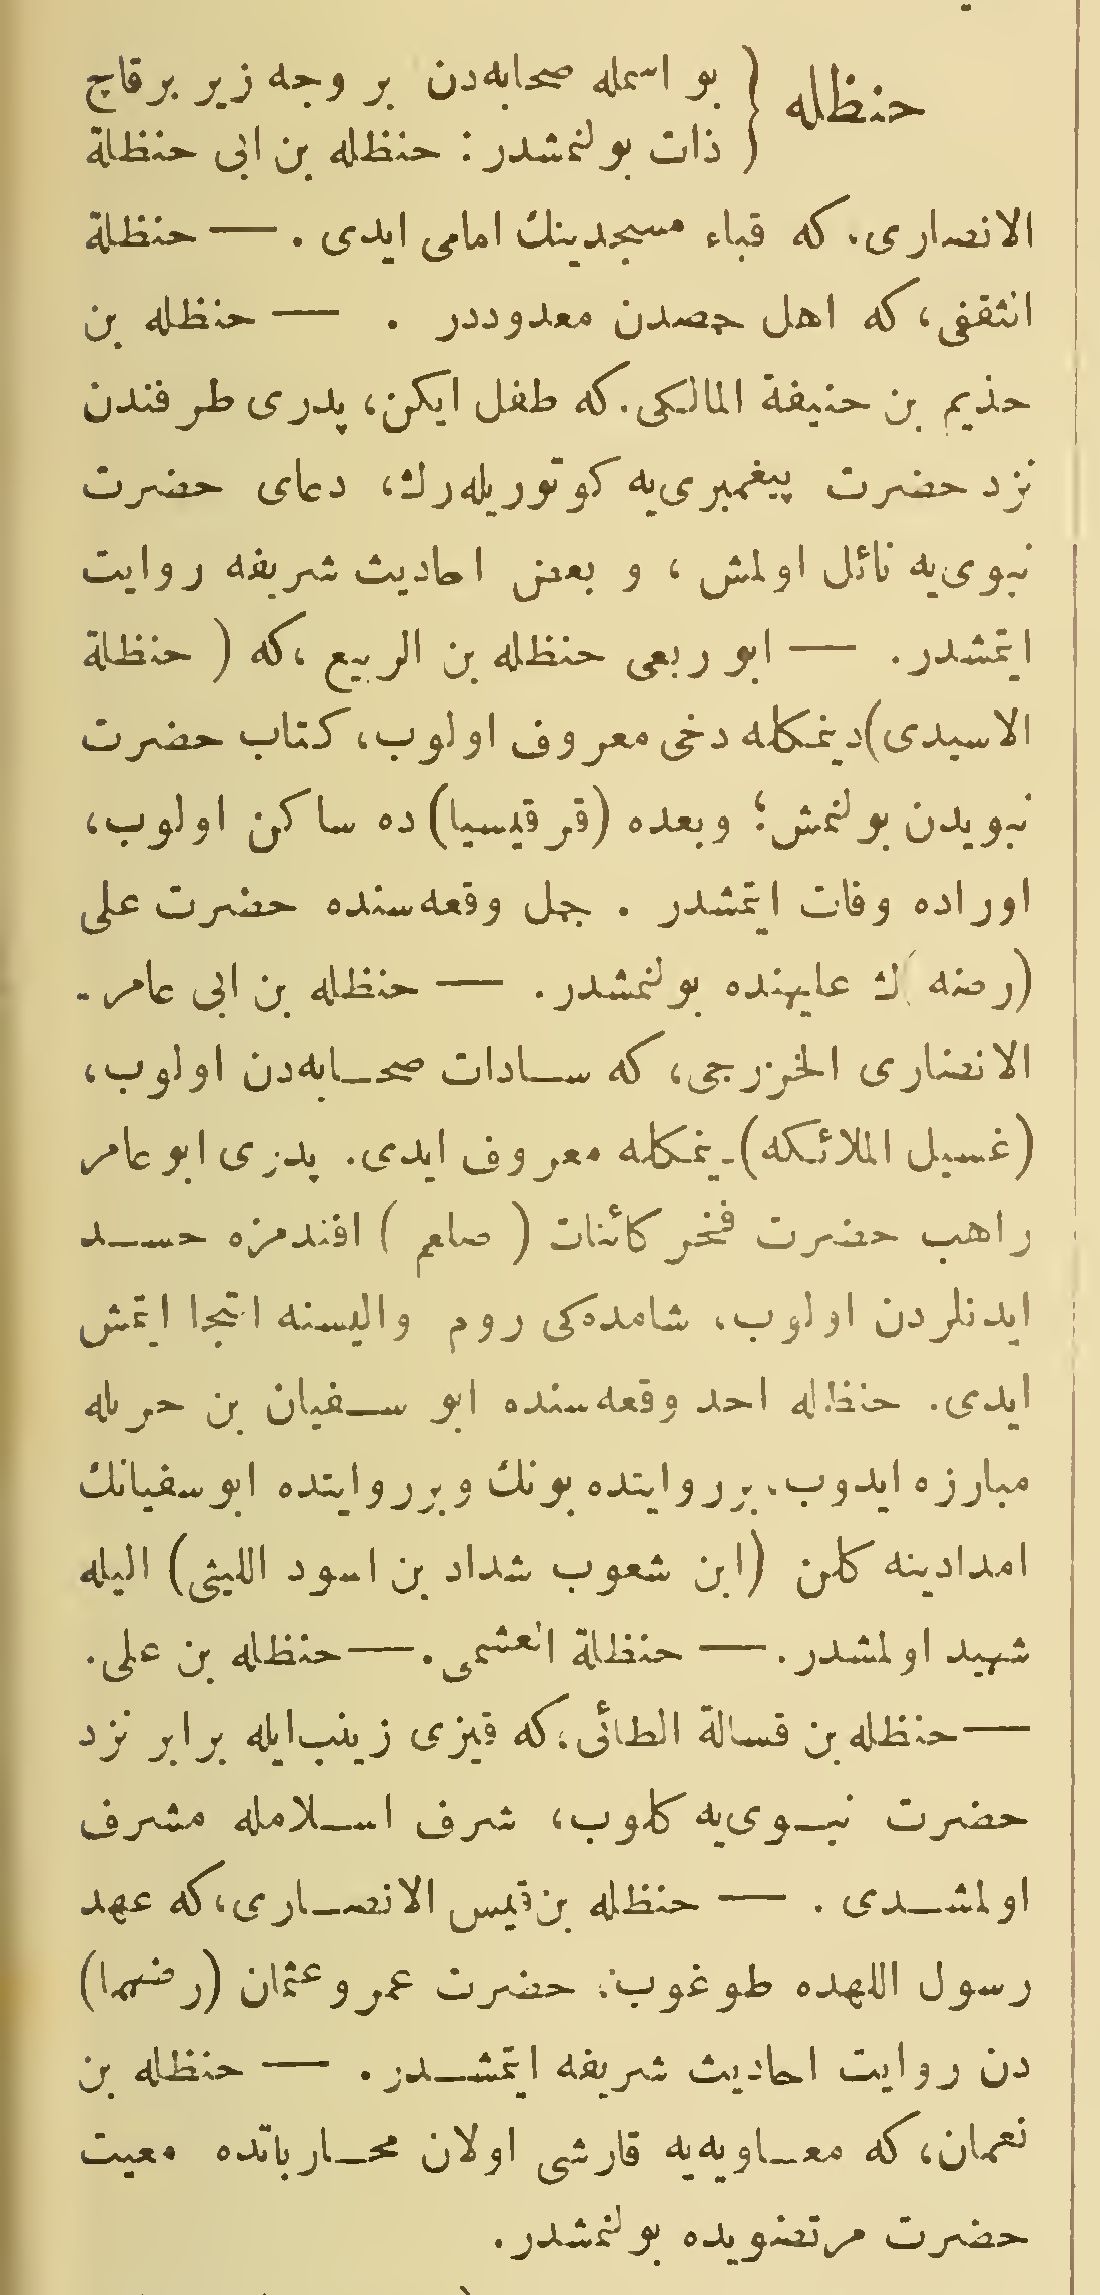 حنظله { بو اسمله صحابه‌دن بر وجه زیر برقاچ
ذات بولنمشدر: حنظله بن ابی حنظلة
الانصاری. که قباء مسجدینك امامی ایدی. — حنظلة
الثقفی، که اهل حمصدن معدوددر . — حنظله بن
حذیم بن حنیفة المالکی. که طفل ایکن، پدری طرفندن
نزد حضرت پیغمبری‌یه کوتوریله‌رك، دعای حضرت
نبوی‌یه نائل اولمش، و بعض احادیث شریفه روایت
ایتمشدر. — ابو ربعی حنظله بن الربیع، که ( حنظلة
الاسیدی) دیمکله دخی معروف اولوب، کتاب حضرت
نبویدن بولنمش؛ وبعده (قرقیسیا) ده ساکن اولوب،
اوراده وفات ایتمشدر . جمل وقعه‌سنده حضرت علی
(رضه) ك علیهنده بولنمشدر. — حنظله بن ابی عامر.
الانصاری الخزرجی، که سادات صحابه‌دن اولوب،
(غسیل الملائکه) دیمکله معروف ایدی. پدری ابو عامر
راهب حضرت فخر کائنات ( صلعم ) افندمزه حسد
ایدنلردن اولوب، شامده‌کی روم والیسنه التجا ایتمش
ایدی. حنظله احد وقعه‌سنده ابو سفیان بن حربله
مبارزه ایدوب. برروایتده بونك وبرروایتده ابوسفیانك
امدادینه کلن (ابن شعوب شداد بن اسود اللیثی) الیله
شهید اولمشدر. — حنظلة العشمی. — حنظله بن علی.
— حنظله بن قسالة الطائی؛ که قیزی زینب‌ایله برابر نزد
حضرت نبوی‌یه کلوب، شرف اسلامله مشرف
اولمشدی . — حنظله بن قیس الانصاری، که عهد
رسول اللهده طوغوب؛ حضرت عمر و عثمان (رضهما)
دن روایت احادیث شریفه ایتمشدر. — حنظله بن
نعمان، که معاویه‌یه قارشی اولان محارباتده معیت
حضرت مرتضویده بولنمشدر.